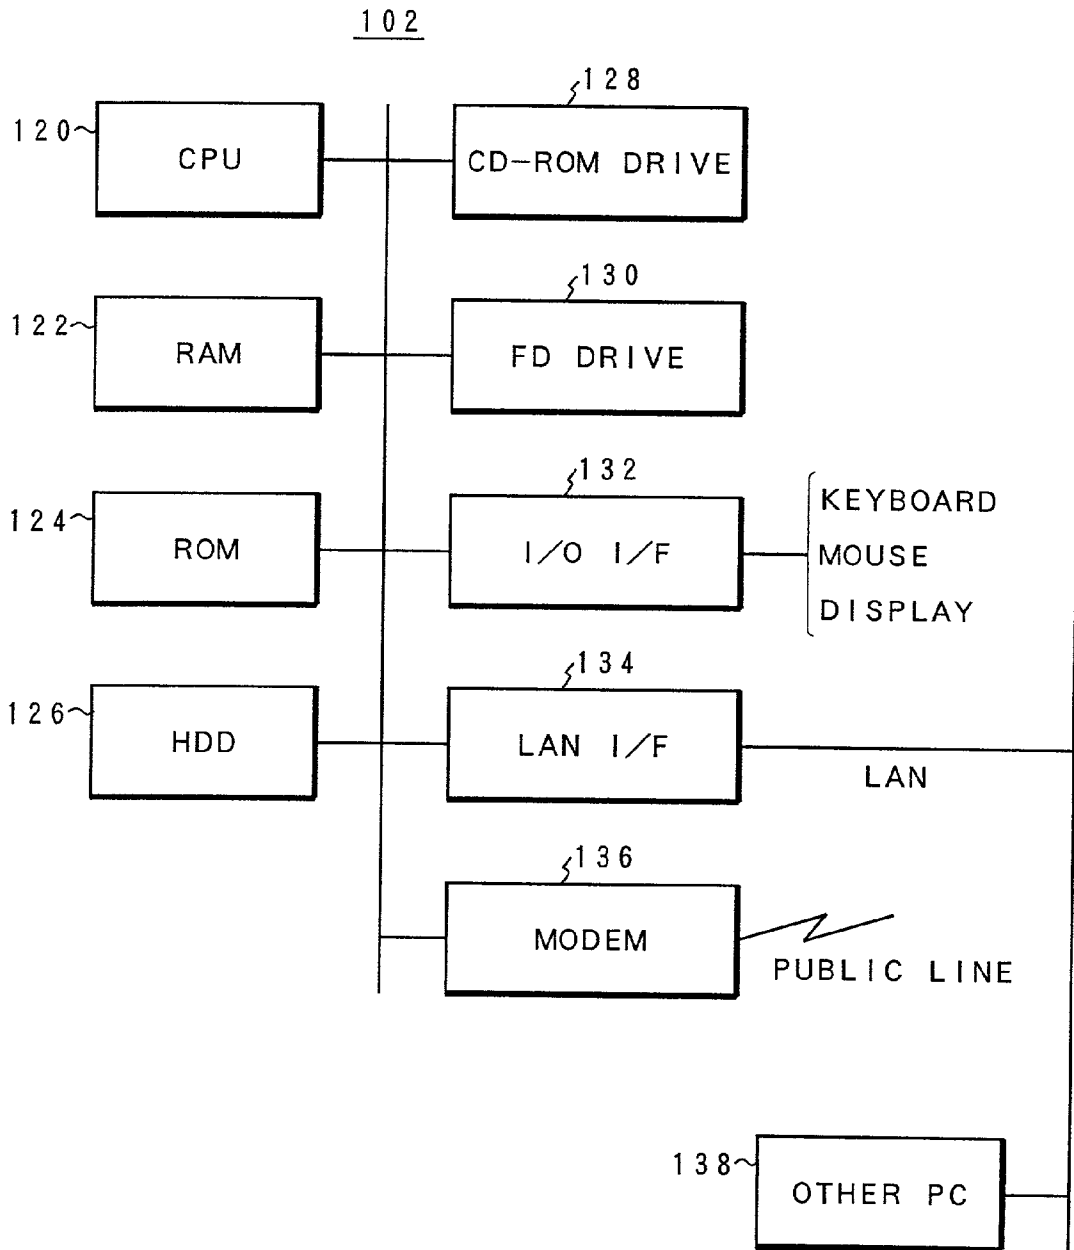 102
120
CPU
128
CD-ROM DRIVE
122
RAM
130
FD DRIVE
124
ROM
132
I/O I/F
KEYBOARD
MOUSE
DISPLAY
126
HDD
134
LAN I/F
LAN
136
MODEM
PUBLIC LINE
138
OTHER PC